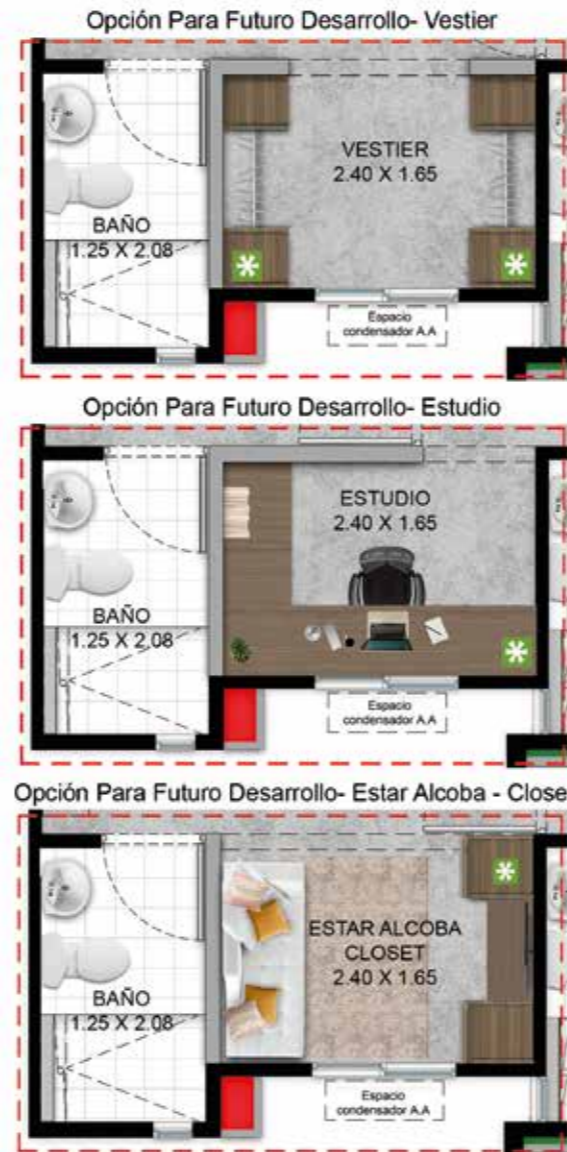 Opción Para Futuro Desarrollo- Vestier
VESTIER
2.40 X 1.65
BAÑO
1.25 X 2.08
Espacio
condensador A.A
Opción Para Futuro Desarrollo- Estudio
ESTUDIO
2.40 X 1.65
BAÑO
1.25 X 2.08
Espacio
condensador A.A
Opción Para Futuro Desarrollo- Estar Alcoba - Close
ESTAR ALCOBA
CLOSET
2.40 X 1.65
BAÑO
1.25 X 2.08
Espacio
condensador A.A